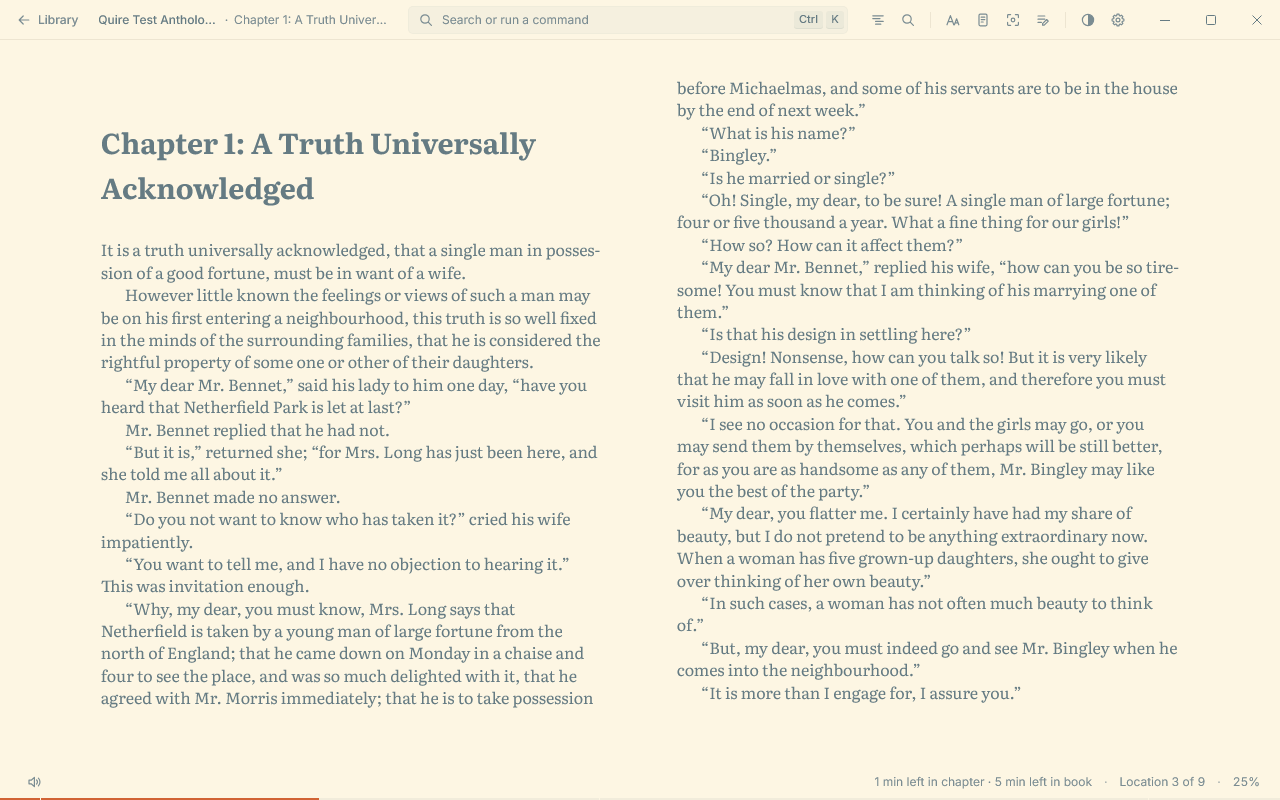 Library
Quire Test Antholo... · Chapter 1: A Truth Univer...
Search or run a command
Ctrl K
Chapter 1: A Truth Universally
Acknowledged
It is a truth universally acknowledged, that a single man in posses-
sion of a good fortune, must be in want of a wife.
However little known the feelings or views of such a man may
be on his first entering a neighbourhood, this truth is so well fixed
in the minds of the surrounding families, that he is considered the
rightful property of some one or other of their daughters.
“My dear Mr. Bennet,” said his lady to him one day, “have you
heard that Netherfield Park is let at last?”
Mr. Bennet replied that he had not.
“But it is,” returned she; “for Mrs. Long has just been here, and
she told me all about it.”
Mr. Bennet made no answer.
“Do you not want to know who has taken it?” cried his wife
impatiently.
“You want to tell me, and I have no objection to hearing it.”
This was invitation enough.
“Why, my dear, you must know, Mrs. Long says that
Netherfield is taken by a young man of large fortune from the
north of England; that he came down on Monday in a chaise and
four to see the place, and was so much delighted with it, that he
agreed with Mr. Morris immediately; that he is to take possession
before Michaelmas, and some of his servants are to be in the house
by the end of next week.”
“What is his name?”
“Bingley.”
“Is he married or single?”
“Oh! Single, my dear, to be sure! A single man of large fortune;
four or five thousand a year. What a fine thing for our girls!”
“How so? How can it affect them?”
“My dear Mr. Bennet,” replied his wife, “how can you be so tire-
some! You must know that I am thinking of his marrying one of
them.”
“Is that his design in settling here?”
“Design! Nonsense, how can you talk so! But it is very likely
that he may fall in love with one of them, and therefore you must
visit him as soon as he comes.”
“I see no occasion for that. You and the girls may go, or you
may send them by themselves, which perhaps will be still better,
for as you are as handsome as any of them, Mr. Bingley may like
you the best of the party.”
“My dear, you flatter me. I certainly have had my share of
beauty, but I do not pretend to be anything extraordinary now.
When a woman has five grown-up daughters, she ought to give
over thinking of her own beauty.”
“In such cases, a woman has not often much beauty to think
of.”
“But, my dear, you must indeed go and see Mr. Bingley when he
comes into the neighbourhood.”
“It is more than I engage for, I assure you.”
1 min left in chapter · 5 min left in book · Location 3 of 9 · 25%